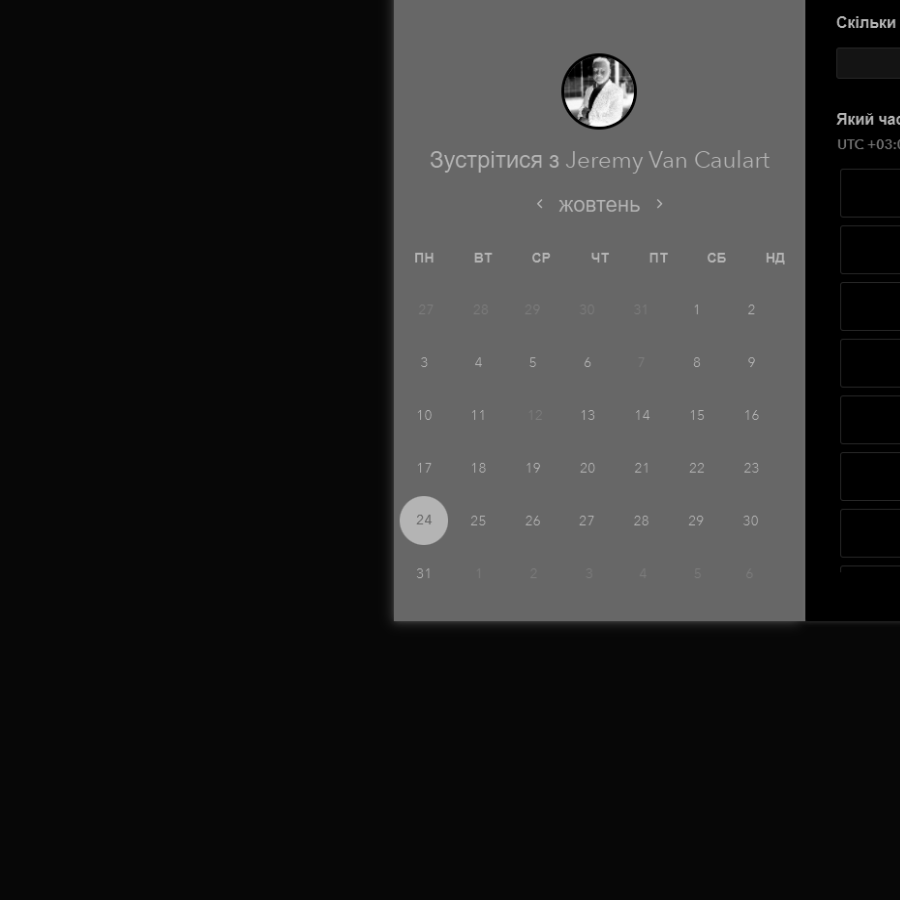 Скільки
Який час
UTC +03:0
Зустрітися з Jeremy Van Caulart
‹ жовтень ›
ПН ВТ СР ЧТ ПТ СБ НД
27 28 29 30 31 1 2
3 4 5 6 7 8 9
10 11 12 13 14 15 16
17 18 19 20 21 22 23
24 25 26 27 28 29 30
31 1 2 3 4 5 6